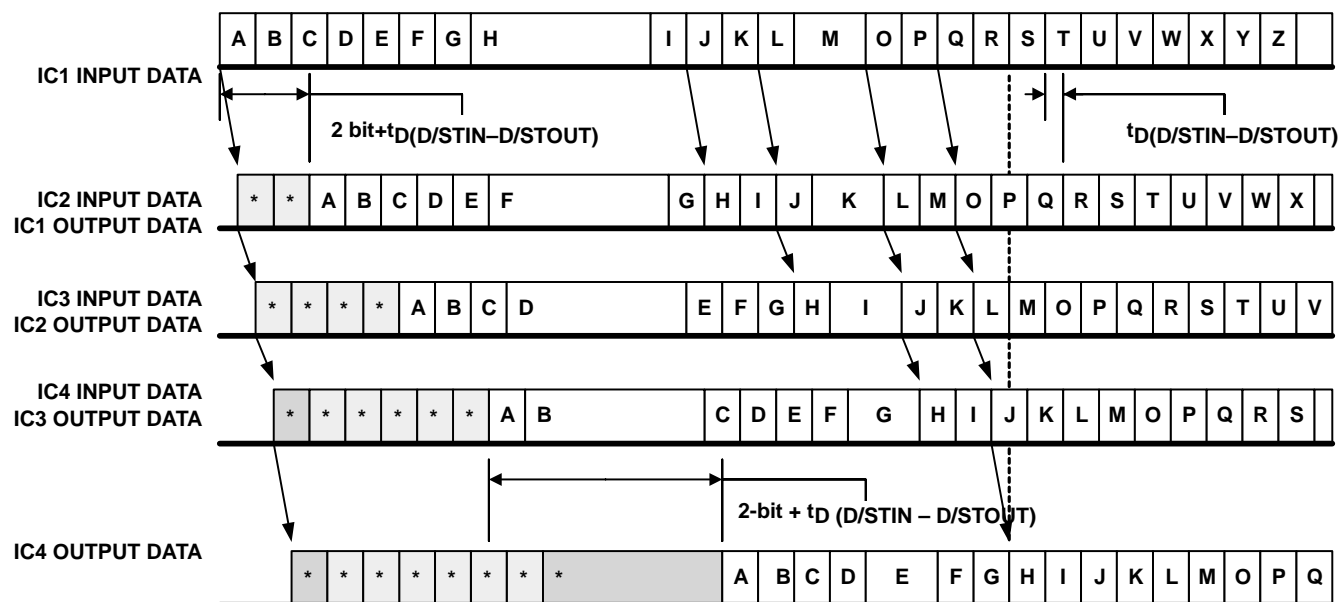 A B C D E F G H I J K L M O P Q R S T U V W X Y Z
IC1 INPUT DATA
2 bit+tD(D/STIN–D/STOUT)
tD(D/STIN–D/STOUT)
IC2 INPUT DATA
IC1 OUTPUT DATA
* * A B C D E F G H I J K L M O P Q R S T U V W X
IC3 INPUT DATA
IC2 OUTPUT DATA
* * * * A B C D E F G H I J K L M O P Q R S T U V
IC4 INPUT DATA
IC3 OUTPUT DATA
* * * * * * A B C D E F G H I J K L M O P Q R S
2-bit + tD (D/STIN – D/STOUT)
IC4 OUTPUT DATA
* * * * * * * * A B C D E F G H I J K L M O P Q